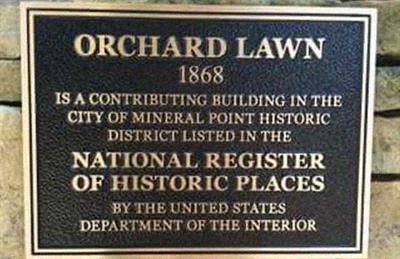 ORCHARD LAWN
1868
IS A CONTRIBUTING BUILDING IN THE
CITY OF MINERAL POINT HISTORIC
DISTRICT LISTED IN THE
NATIONAL REGISTER
OF HISTORIC PLACES
BY THE UNITED STATES
DEPARTMENT OF THE INTERIOR